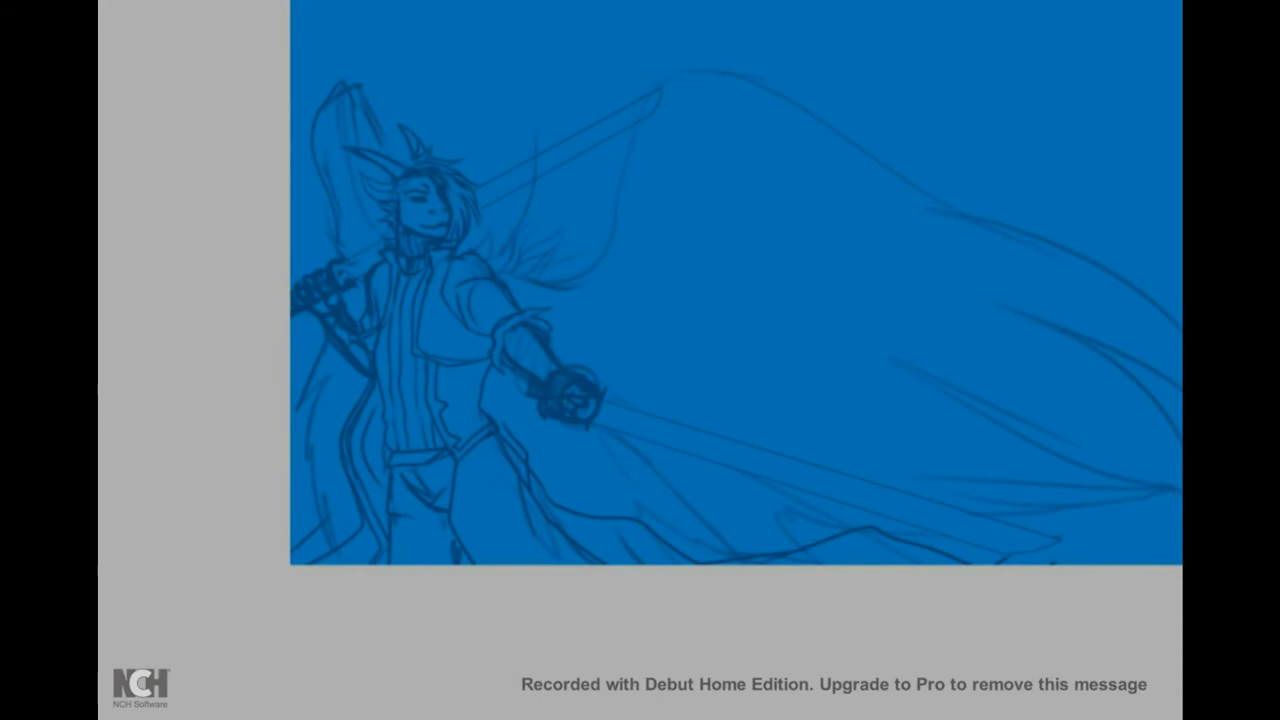 NCH
NCH Software
Recorded with Debut Home Edition. Upgrade to Pro to remove this message